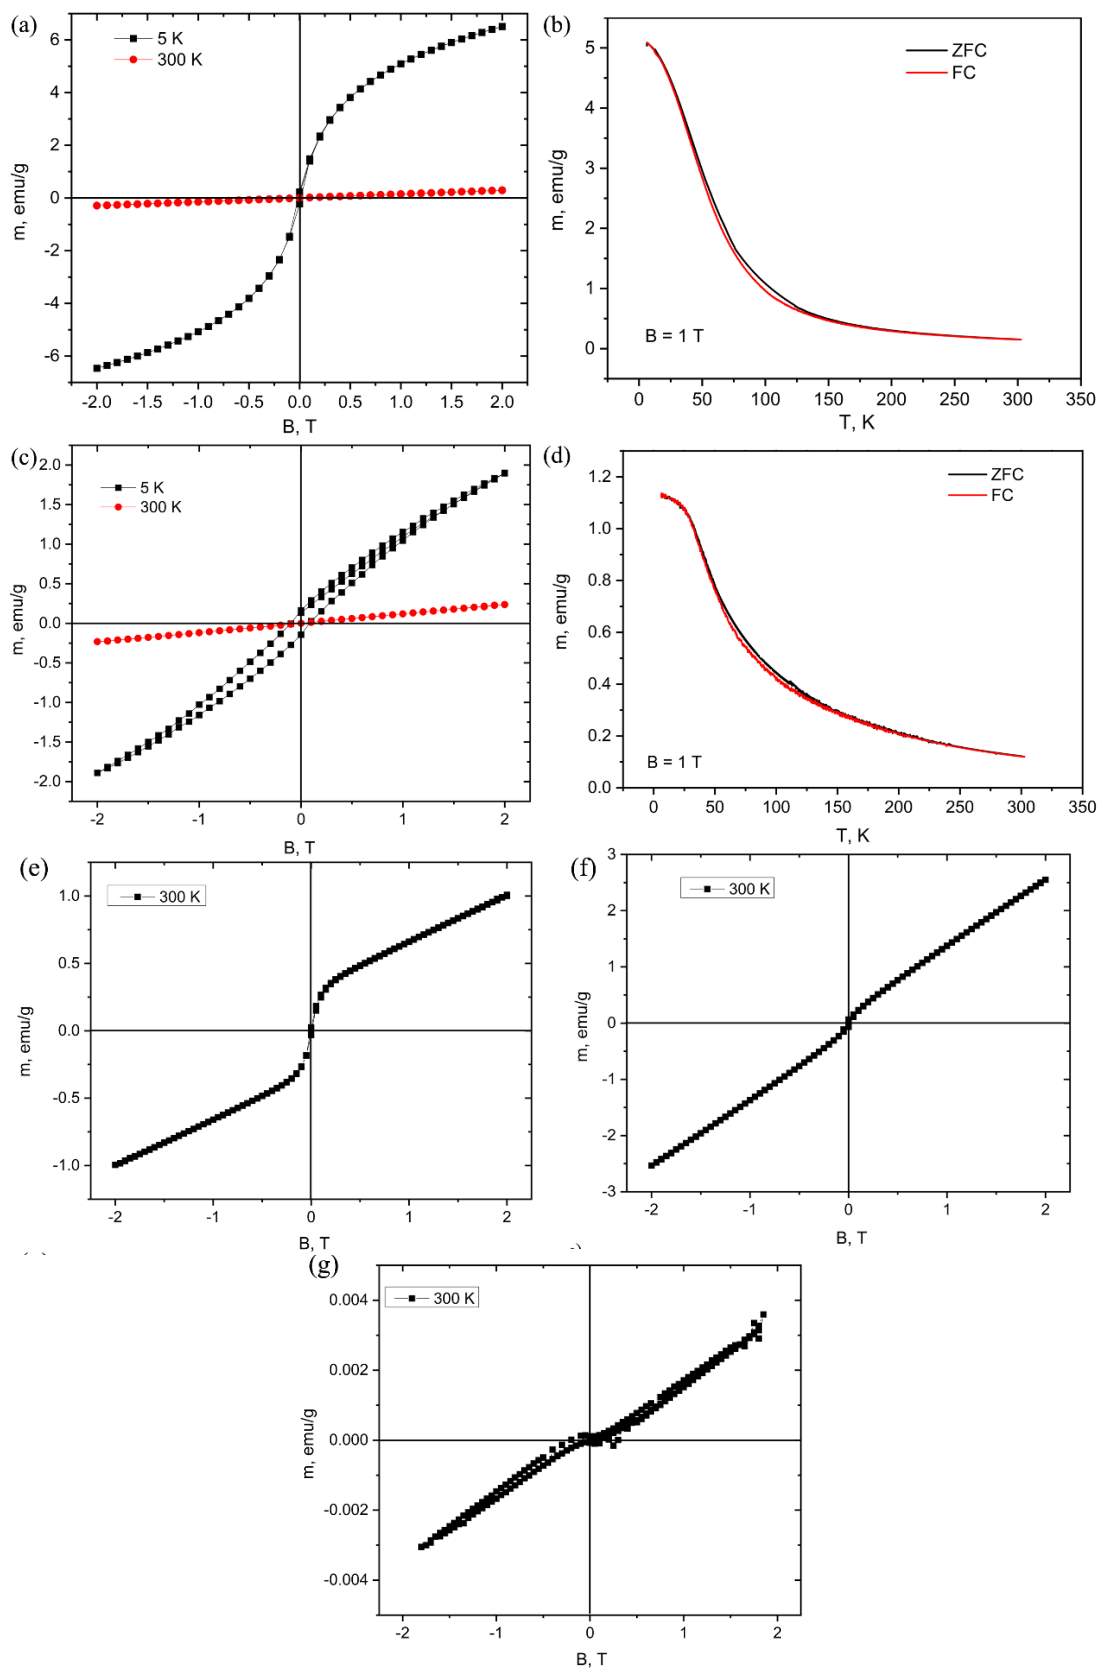 (a)
5 K
300 K
6
4
2
0
-2
-4
-6
m, emu/g
-2.0 -1.5 -1.0 -0.5 0.0 0.5 1.0 1.5 2.0
B, T
(b)
ZFC
FC
5
4
3
2
1
0
m, emu/g
B = 1 T
0 50 100 150 200 250 300 350
T, K
(c)
5 K
300 K
2.0
1.5
1.0
0.5
0.0
-0.5
-1.0
-1.5
-2.0
m, emu/g
-2 -1 0 1 2
B, T
(d)
ZFC
FC
1.2
1.0
0.8
0.6
0.4
0.2
0.0
m, emu/g
B = 1 T
0 50 100 150 200 250 300 350
T, K
(e)
300 K
1.0
0.5
0.0
-0.5
-1.0
m, emu/g
-2 -1 0 1 2
B, T
(f)
300 K
3
2
1
0
-1
-2
-3
m, emu/g
-2 -1 0 1 2
B, T
(g)
300 K
0.004
0.002
0.000
-0.002
-0.004
m, emu/g
-2 -1 0 1 2
B, T